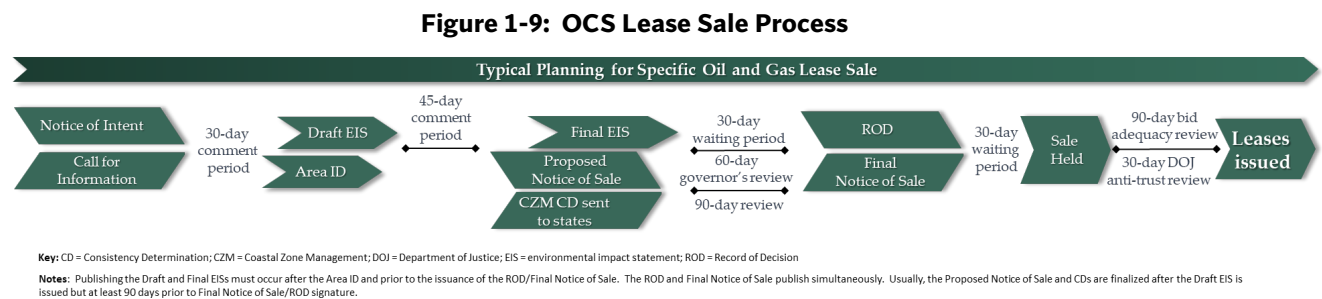 Figure 1-9: OCS Lease Sale Process
Typical Planning for Specific Oil and Gas Lease Sale
Notice of Intent
Call for
Information
30-day
comment
period
Draft EIS
Area ID
45-day
comment
period
Final EIS
Proposed
Notice of Sale
CZM CD sent
to states
30-day
waiting period
60-day
governor's review
90-day review
ROD
Final
Notice of Sale
30-day
waiting
period
Sale
Held
90-day bid
adequacy review
30-day DOJ
anti-trust review
Leases
issued
Key: CD = Consistency Determination; CZM = Coastal Zone Management; DOJ = Department of Justice; EIS = environmental impact statement; ROD = Record of Decision
Notes: Publishing the Draft and Final EISs must occur after the Area ID and prior to the issuance of the ROD/Final Notice of Sale. The ROD and Final Notice of Sale publish simultaneously. Usually, the Proposed Notice of Sale and CDs are finalized after the Draft EIS is
issued but at least 90 days prior to Final Notice of Sale/ROD signature.